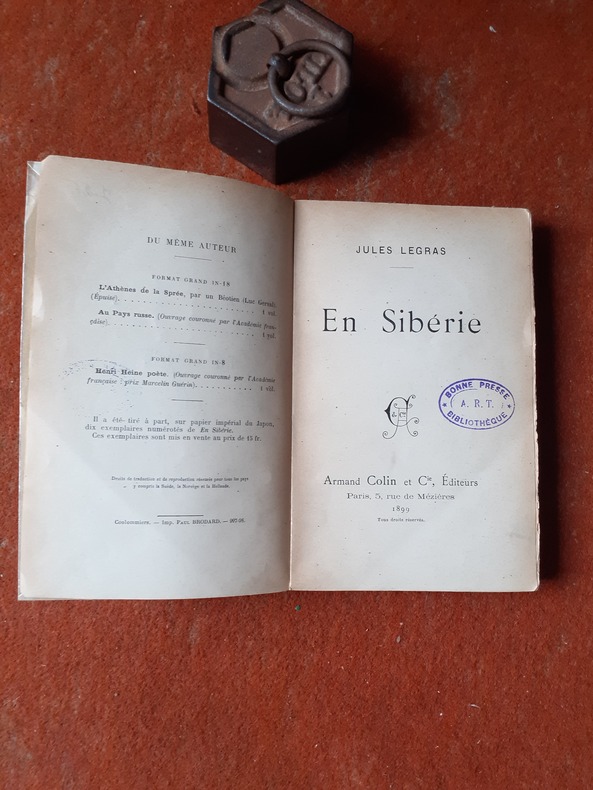 DU MÊME AUTEUR
FORMAT GRAND IN-18
L'Athènes de la Sprée, par un Béotien (Luc Gersal).
(Épuisé). . . . . . . . . . . . . . . . . . . . 1 vol.
Au Pays russe. (Ouvrage couronné par l'Académie fran-
çaise). . . . . . . . . . . . . . . . . . . . . 1 vol.
FORMAT GRAND IN-8
Henri Heine poète. (Ouvrage couronné par l'Académie
française : prix Marcelin Guérin). . . . . . . . 1 vol.
Il a été tiré à part, sur papier impérial du Japon,
dix exemplaires numérotés de En Sibérie.
Ces exemplaires sont mis en vente au prix de 15 fr.
Droits de traduction et de reproduction réservés pour tous les pays
y compris la Suède, la Norvège et la Hollande.
Coulommiers. — Imp. PAUL BRODARD. —
JULES LEGRAS
En Sibérie
BONNE PRESSE
A. R. T.
BIBLIOTHÈQUE
Armand Colin et Cie, Éditeurs
Paris, 5, rue de Mézières
1899
Tous droits réservés.